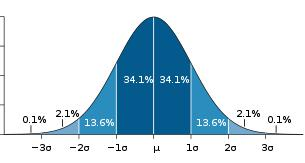 34.1% 34.1%
0.1% 2.1% 2.1% 0.1%
13.6% 13.6%
−3σ −2σ −1σ μ 1σ 2σ 3σ